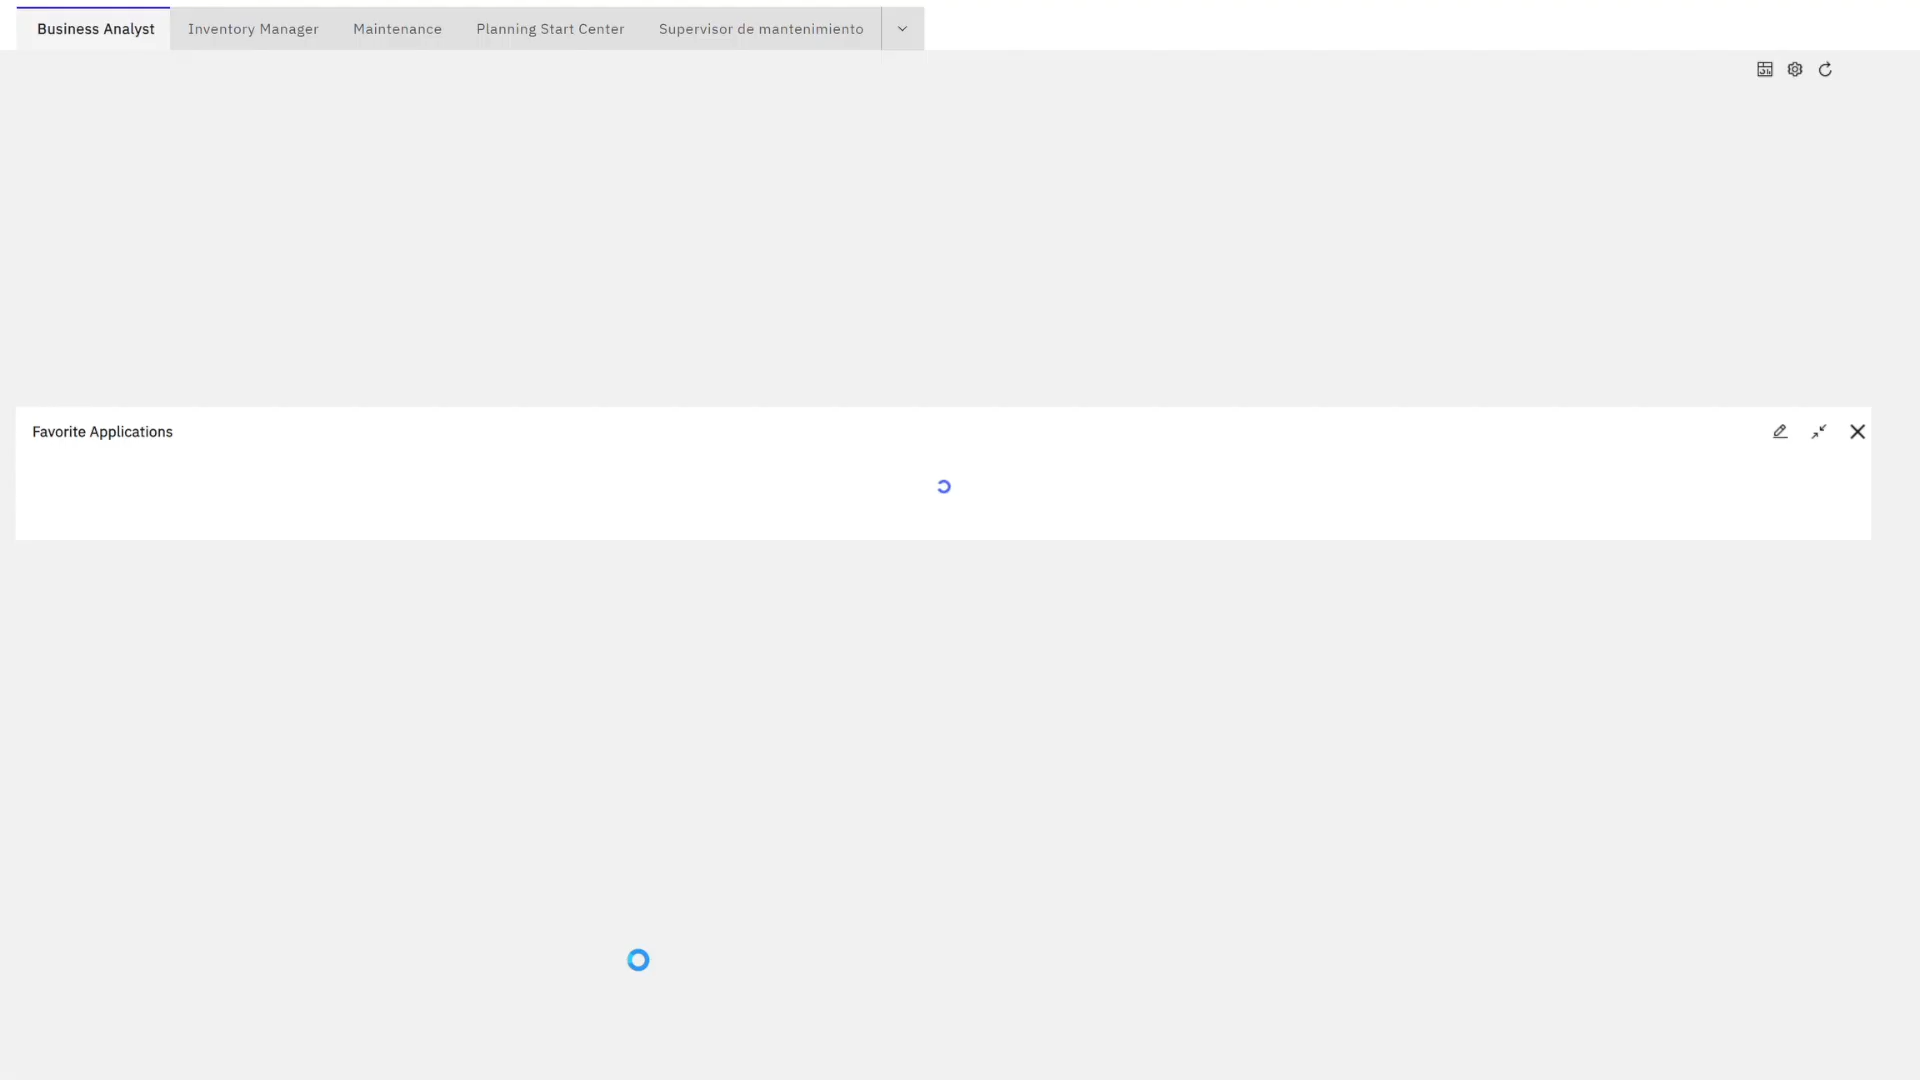 Business Analyst
Inventory Manager
Maintenance
Planning Start Center
Supervisor de mantenimiento
Favorite Applications